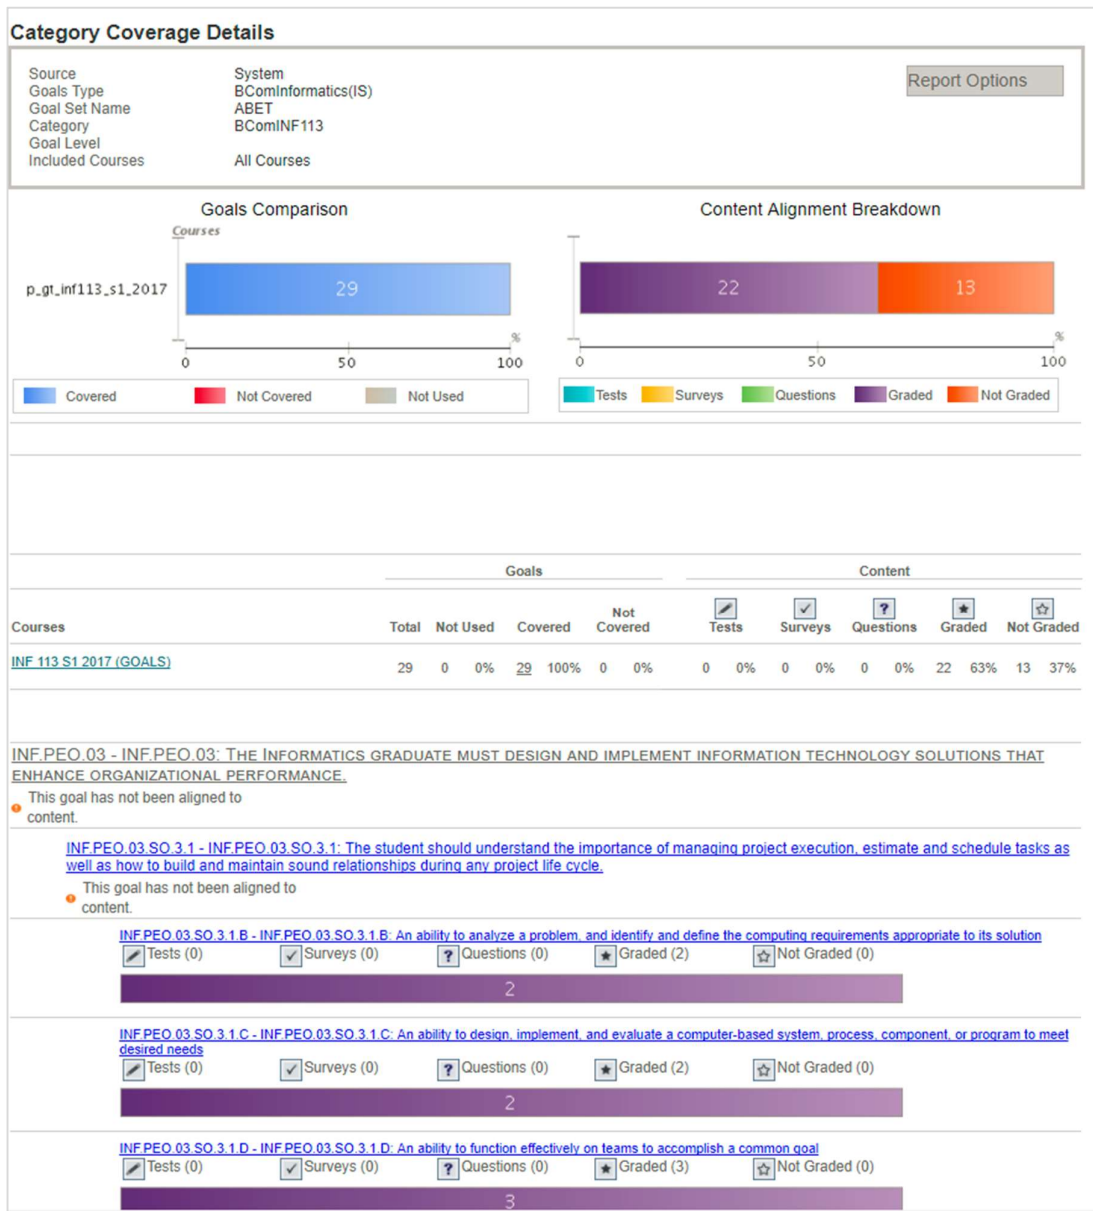 Category Coverage Details
Source System
Goals Type BComInformatics(IS)
Goal Set Name ABET
Category BComINF113
Goal Level
Included Courses All Courses
Report Options
Goals Comparison
Courses
p_gt_inf113_s1_2017
29
%
0 50 100
Covered Not Covered Not Used
Content Alignment Breakdown
22 13
%
0 50 100
Tests Surveys Questions Graded Not Graded
Goals Content
Courses Total Not Used Covered Not Covered Tests Surveys Questions Graded Not Graded
INF 113 S1 2017 (GOALS) 29 0 0% 29 100% 0 0% 0 0% 0 0% 0 0% 22 63% 13 37%
INF.PEO.03 - INF.PEO.03: THE INFORMATICS GRADUATE MUST DESIGN AND IMPLEMENT INFORMATION TECHNOLOGY SOLUTIONS THAT
ENHANCE ORGANIZATIONAL PERFORMANCE.
This goal has not been aligned to
content.
INF.PEO.03.SO.3.1 - INF.PEO.03.SO.3.1: The student should understand the importance of managing project execution, estimate and schedule tasks as
well as how to build and maintain sound relationships during any project life cycle.
This goal has not been aligned to
content.
INF.PEO.03.SO.3.1.B - INF.PEO.03.SO.3.1.B: An ability to analyze a problem, and identify and define the computing requirements appropriate to its solution
Tests (0) Surveys (0) Questions (0) Graded (2) Not Graded (0)
2
INF.PEO.03.SO.3.1.C - INF.PEO.03.SO.3.1.C: An ability to design, implement, and evaluate a computer-based system, process, component, or program to meet
desired needs
Tests (0) Surveys (0) Questions (0) Graded (2) Not Graded (0)
2
INF.PEO.03.SO.3.1.D - INF.PEO.03.SO.3.1.D: An ability to function effectively on teams to accomplish a common goal
Tests (0) Surveys (0) Questions (0) Graded (3) Not Graded (0)
3